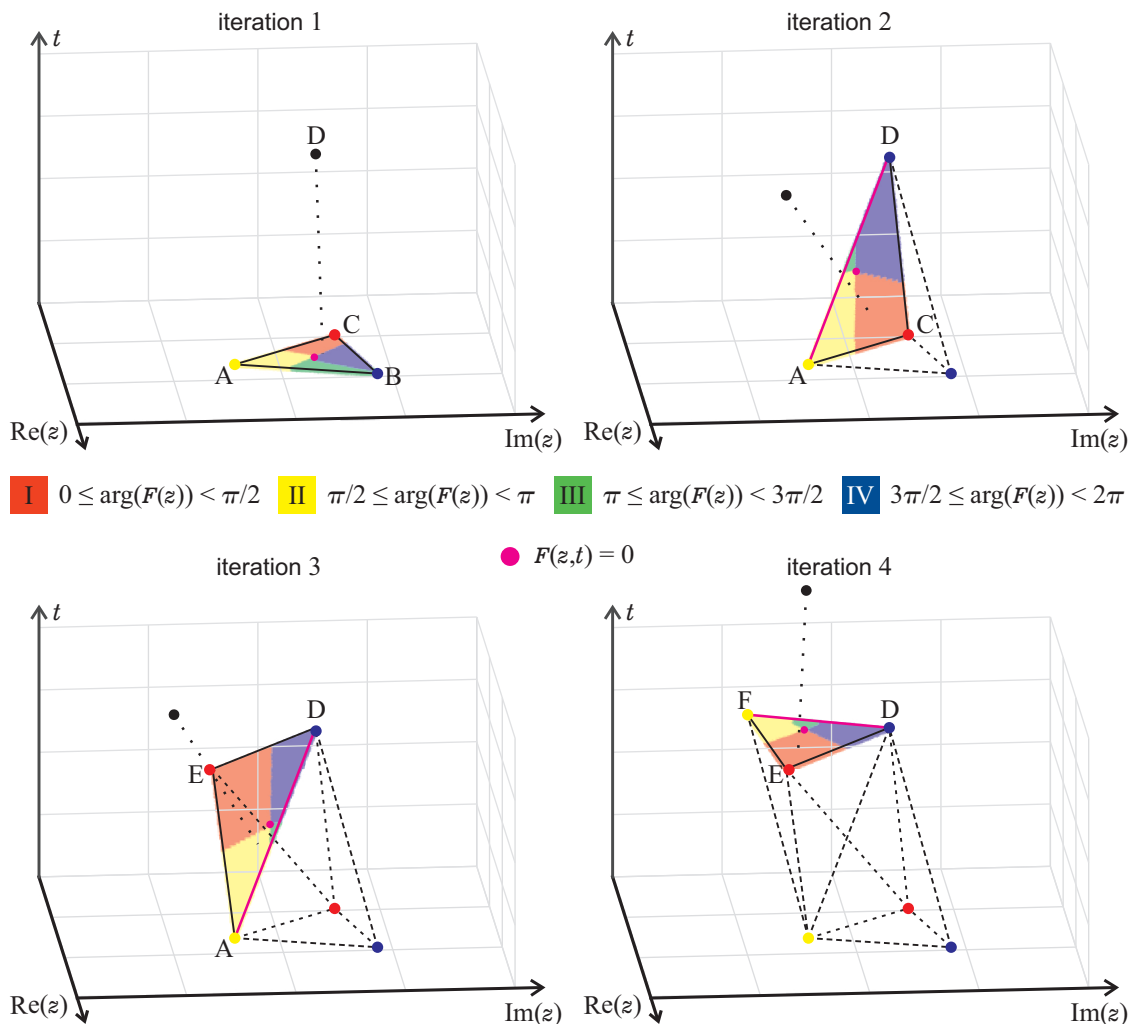 iteration 1
t
D
C
A
B
Re(z)
Im(z)
iteration 2
t
D
C
A
Re(z)
Im(z)
I 0 ≤ arg(F(z)) < π/2 II π/2 ≤ arg(F(z)) < π III π ≤ arg(F(z)) < 3π/2 IV 3π/2 ≤ arg(F(z)) < 2π
F(z,t) = 0
iteration 3
t
D
E
A
Re(z)
Im(z)
iteration 4
t
F
D
E
Re(z)
Im(z)